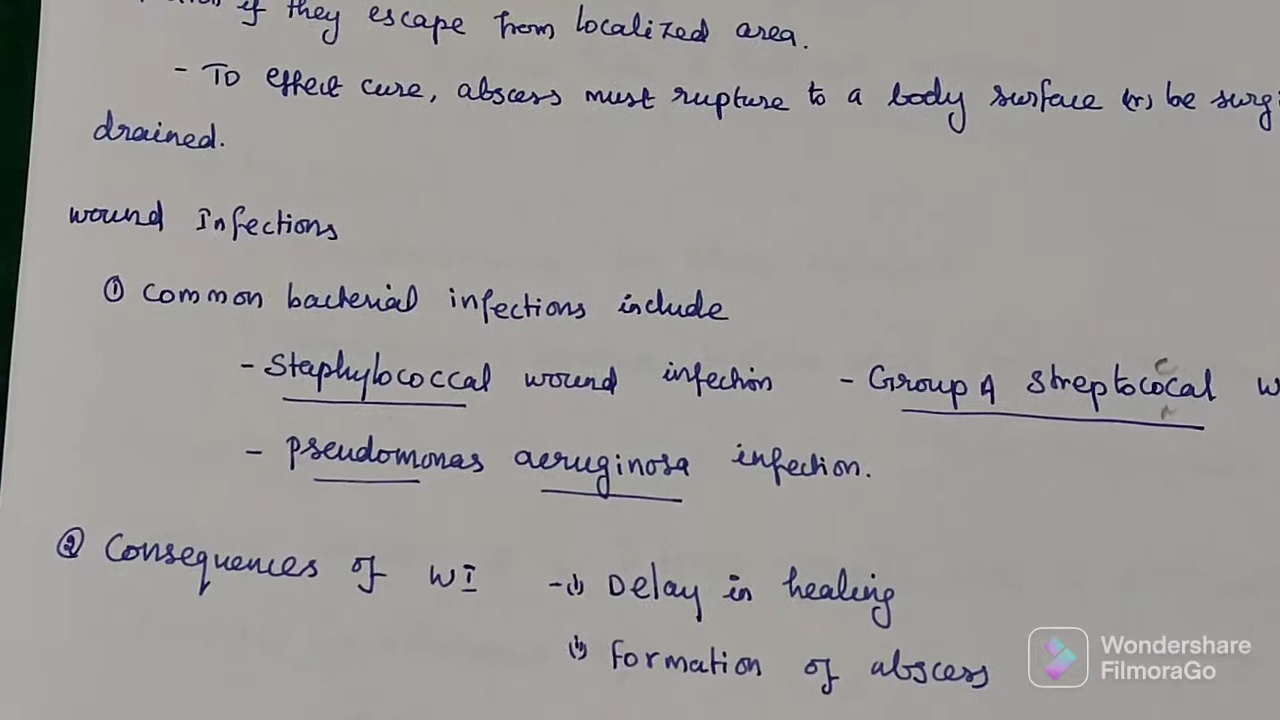 if they escape from localized area.
- To effect cure, abscess must rupture to a body surface (or) be surgi
drained.
Wound Infections
① Common bacterial infections include
- Staphylococcal wound infection - Group A streptococal w
- pseudomonas aeruginosa infection.
② Consequences of WI - i) Delay in healing
ii) formation of abscess
Wondershare
FilmoraGo